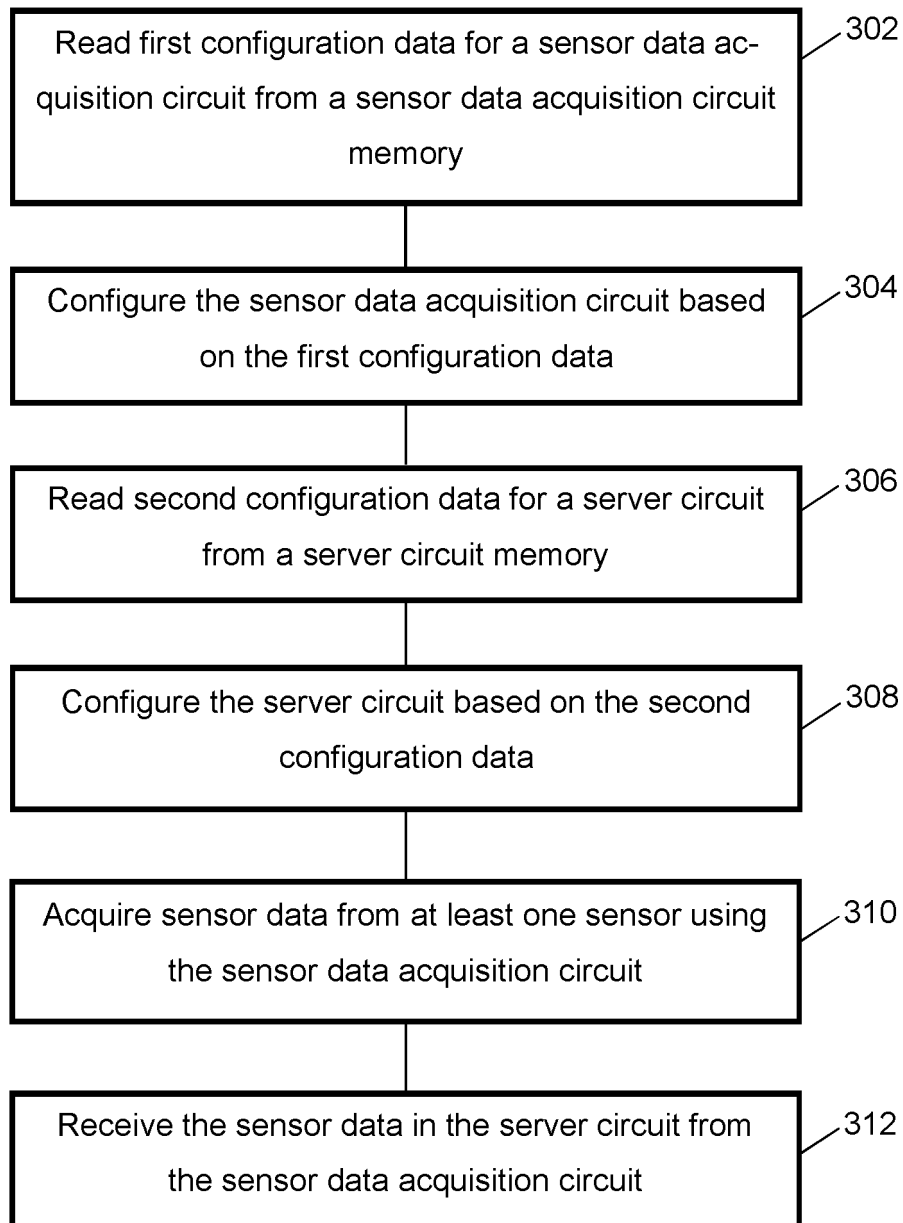 Read first configuration data for a sensor data ac-
quisition circuit from a sensor data acquisition circuit
memory
302
Configure the sensor data acquisition circuit based
on the first configuration data
304
Read second configuration data for a server circuit
from a server circuit memory
306
Configure the server circuit based on the second
configuration data
308
Acquire sensor data from at least one sensor using
the sensor data acquisition circuit
310
Receive the sensor data in the server circuit from
the sensor data acquisition circuit
312